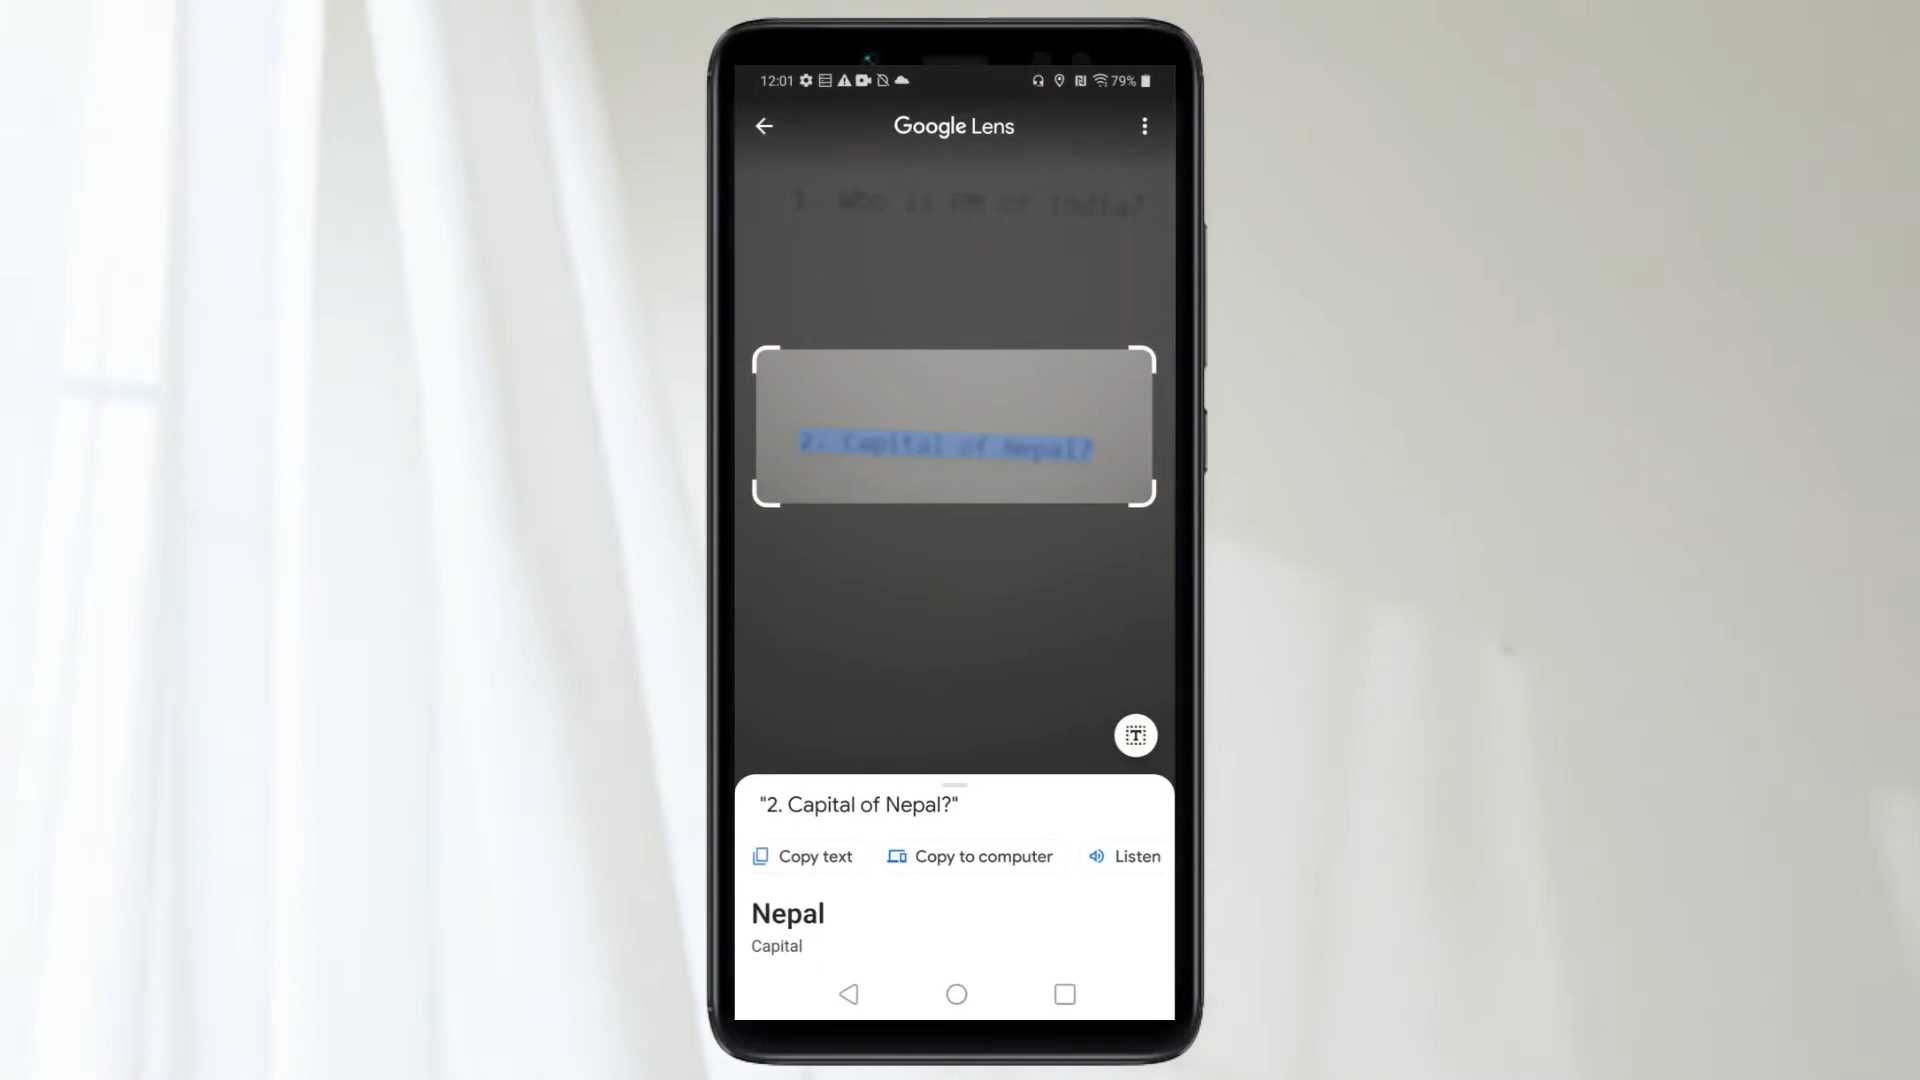 12:01
79%
Google Lens
1. Who is PM of India?
2. Capital of Nepal?
"2. Capital of Nepal?"
Copy text
Copy to computer
Listen
Nepal
Capital